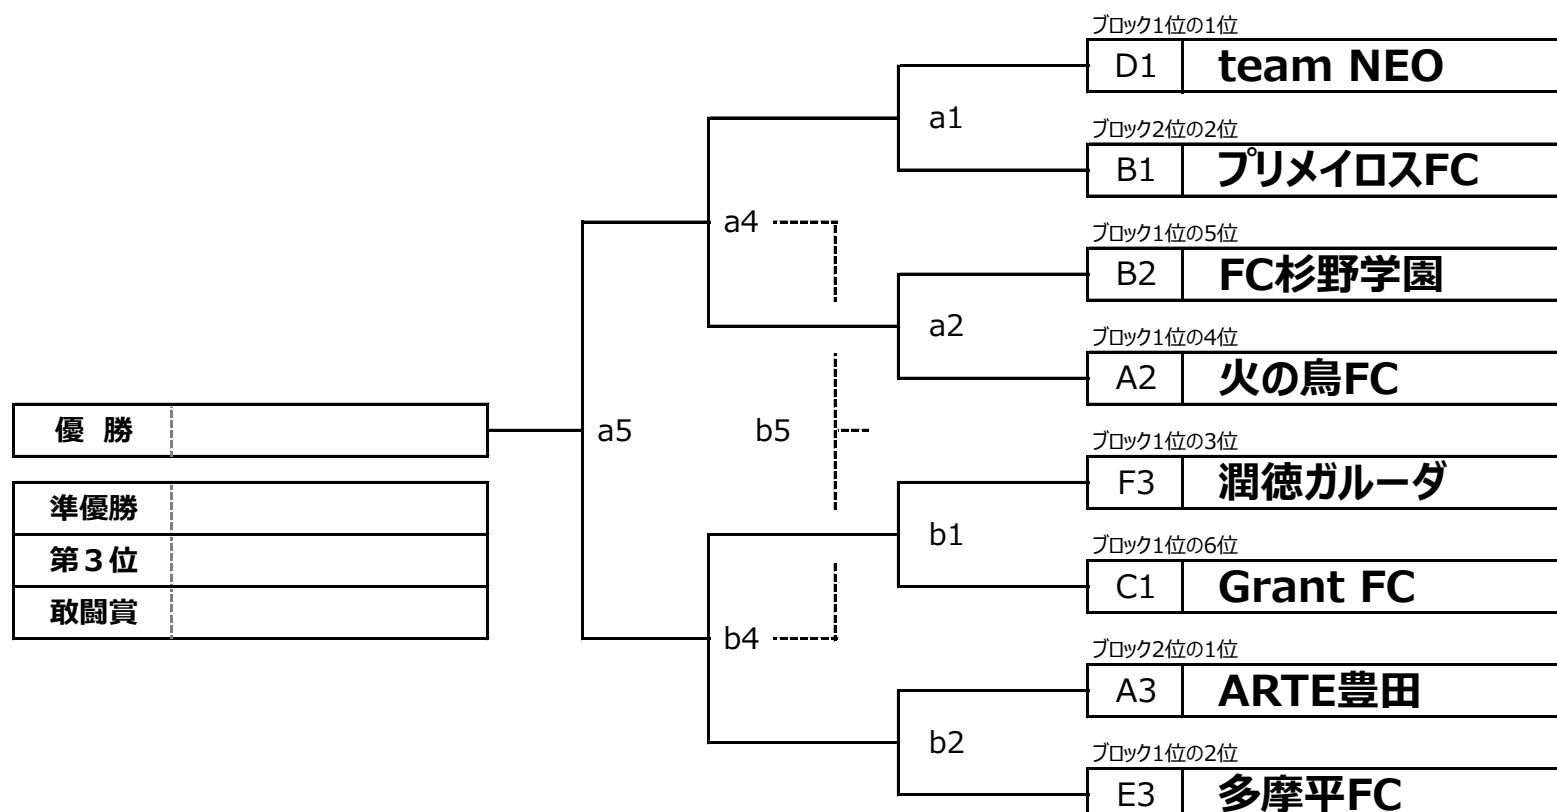 ブロック1位の1位
D1 team NEO
a1
ブロック2位の2位
B1 プリメイロスFC
a4
ブロック1位の5位
B2 FC杉野学園
a2
ブロック1位の4位
A2 火の鳥FC
優 勝
a5
b5
ブロック1位の3位
F3 潤徳ガルーダ
準優勝
第3位
敢闘賞
b1
ブロック1位の6位
C1 Grant FC
b4
ブロック2位の1位
A3 ARTE豊田
b2
ブロック1位の2位
E3 多摩平FC